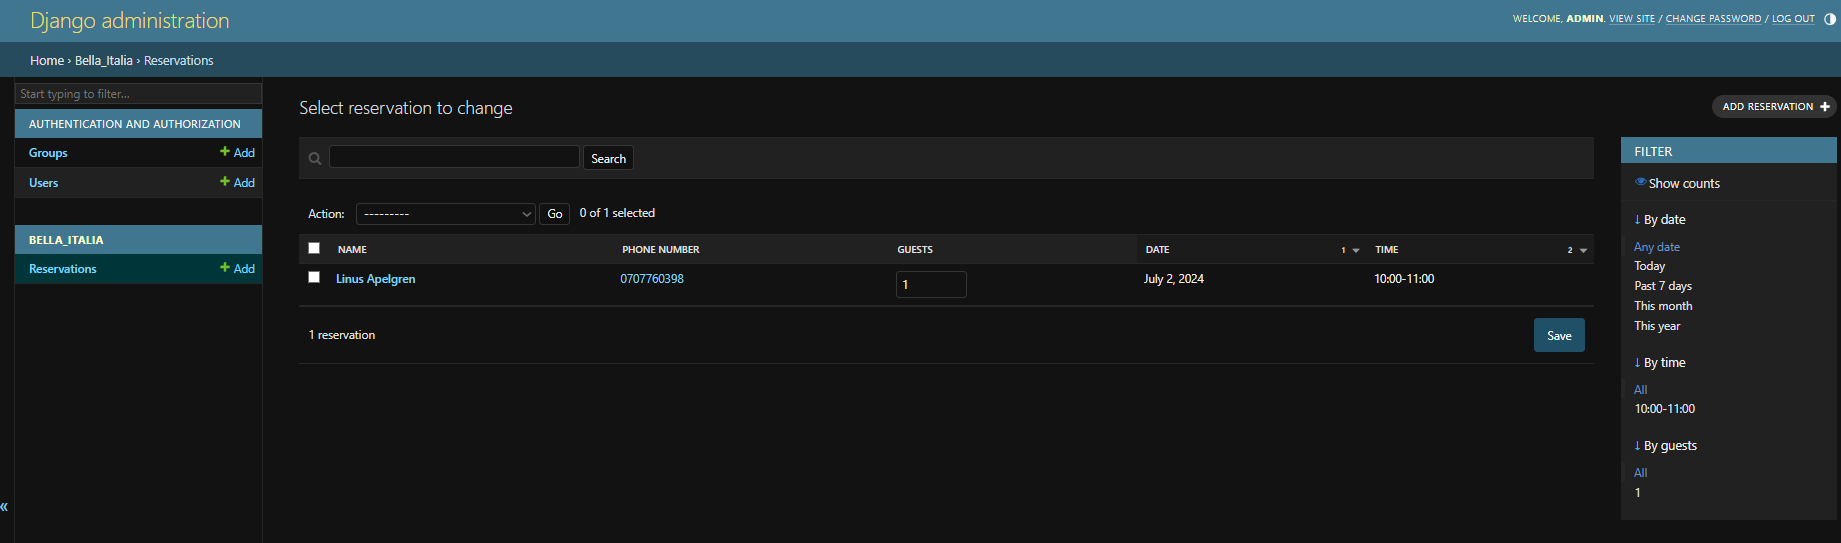 Django administration
WELCOME, ADMIN. VIEW SITE / CHANGE PASSWORD / LOG OUT
Home › Bella_Italia › Reservations
Start typing to filter...
AUTHENTICATION AND AUTHORIZATION
Groups + Add
Users + Add
BELLA_ITALIA
Reservations + Add
«
Select reservation to change
ADD RESERVATION +
Search
Action: --------- Go 0 of 1 selected
NAME PHONE NUMBER GUESTS DATE 1 TIME 2
Linus Apelgren 0707760398 1 July 2, 2024 10:00-11:00
1 reservation
Save
FILTER
Show counts
↓ By date
Any date
Today
Past 7 days
This month
This year
↓ By time
All
10:00-11:00
↓ By guests
All
1